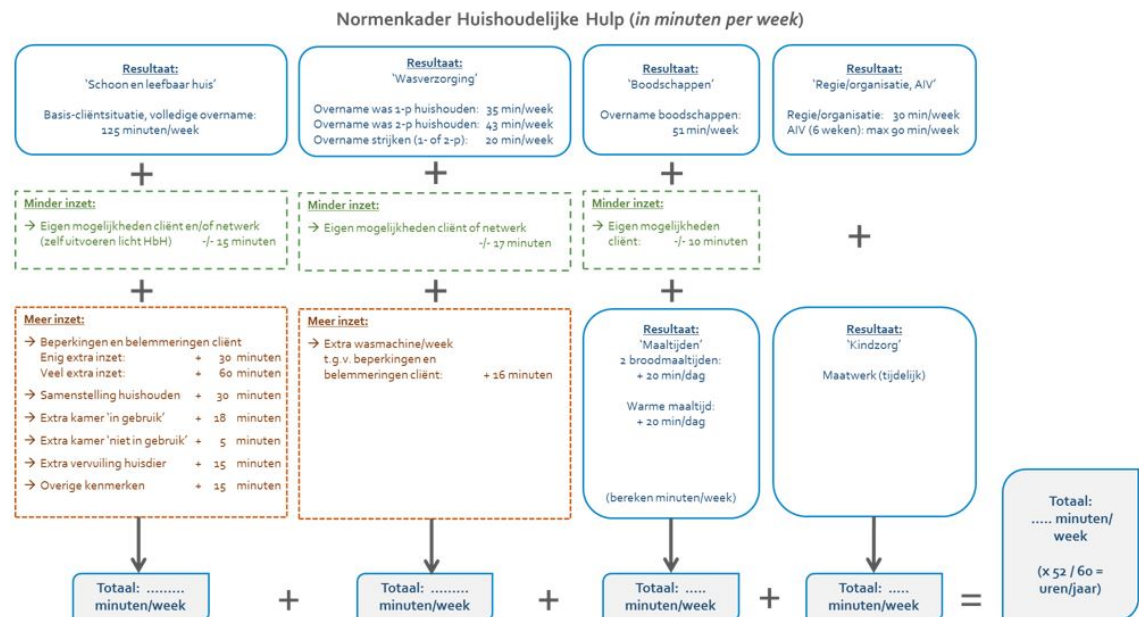 Normenkader Huishoudelijke Hulp (in minuten per week)
Resultaat:
'Schoon en leefbaar huis'
Basis-cliëntsituatie, volledige overname:
125 minuten/week
Resultaat:
'Wasverzorging'
Overname was 1-p huishouden: 35 min/week
Overname was 2-p huishouden: 43 min/week
Overname strijken (1- of 2-p): 20 min/week
Resultaat:
'Boodschappen'
Overname boodschappen:
51 min/week
Resultaat:
'Regie/organisatie, AIV'
Regie/organisatie: 30 min/week
AIV (6 weken): max 90 min/week
+
+
+
Minder inzet:
→ Eigen mogelijkheden cliënt en/of netwerk
(zelf uitvoeren licht HbH) -/- 15 minuten
Minder inzet:
→ Eigen mogelijkheden cliënt of netwerk
-/- 17 minuten
Minder inzet:
→ Eigen mogelijkheden
cliënt: -/- 10 minuten
+
+
+
+
Meer inzet:
→ Beperkingen en belemmeringen cliënt
Enig extra inzet: + 30 minuten
Veel extra inzet: + 60 minuten
→ Samenstelling huishouden + 30 minuten
→ Extra kamer 'in gebruik' + 18 minuten
→ Extra kamer 'niet in gebruik' + 5 minuten
→ Extra vervuiling huisdier + 15 minuten
→ Overige kenmerken + 15 minuten
Meer inzet:
→ Extra wasmachine/week
t.g.v. beperkingen en
belemmeringen cliënt: + 16 minuten
Resultaat:
'Maaltijden'
2 broodmaaltijden:
+ 20 min/dag
Warme maaltijd:
+ 20 min/dag
(bereken minuten/week)
Resultaat:
'Kindzorg'
Maatwerk (tijdelijk)
Totaal: .........
minuten/week
+
Totaal: .........
minuten/week
+
Totaal: .....
minuten/week
+
Totaal: .....
minuten/week
=
Totaal:
..... minuten/
week
(x 52 / 60 =
uren/jaar)